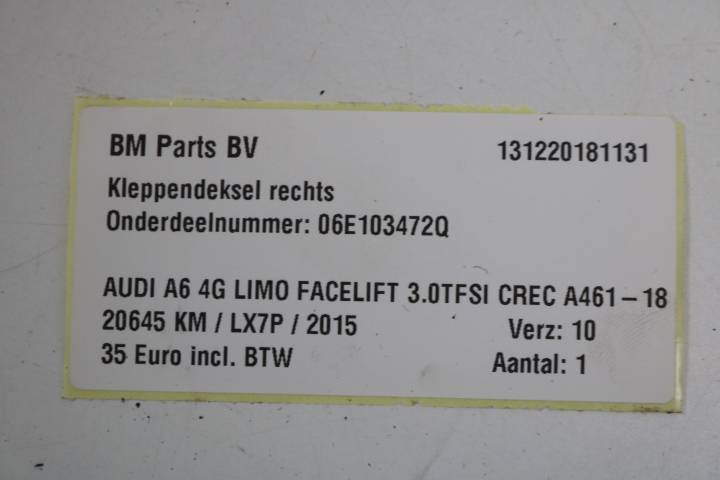 BM Parts BV 131220181131
Kleppendeksel rechts
Onderdeelnummer: 06E103472Q
AUDI A6 4G LIMO FACELIFT 3.0TFSI CREC A461-18
20645 KM / LX7P / 2015 Verz: 10
35 Euro incl. BTW Aantal: 1